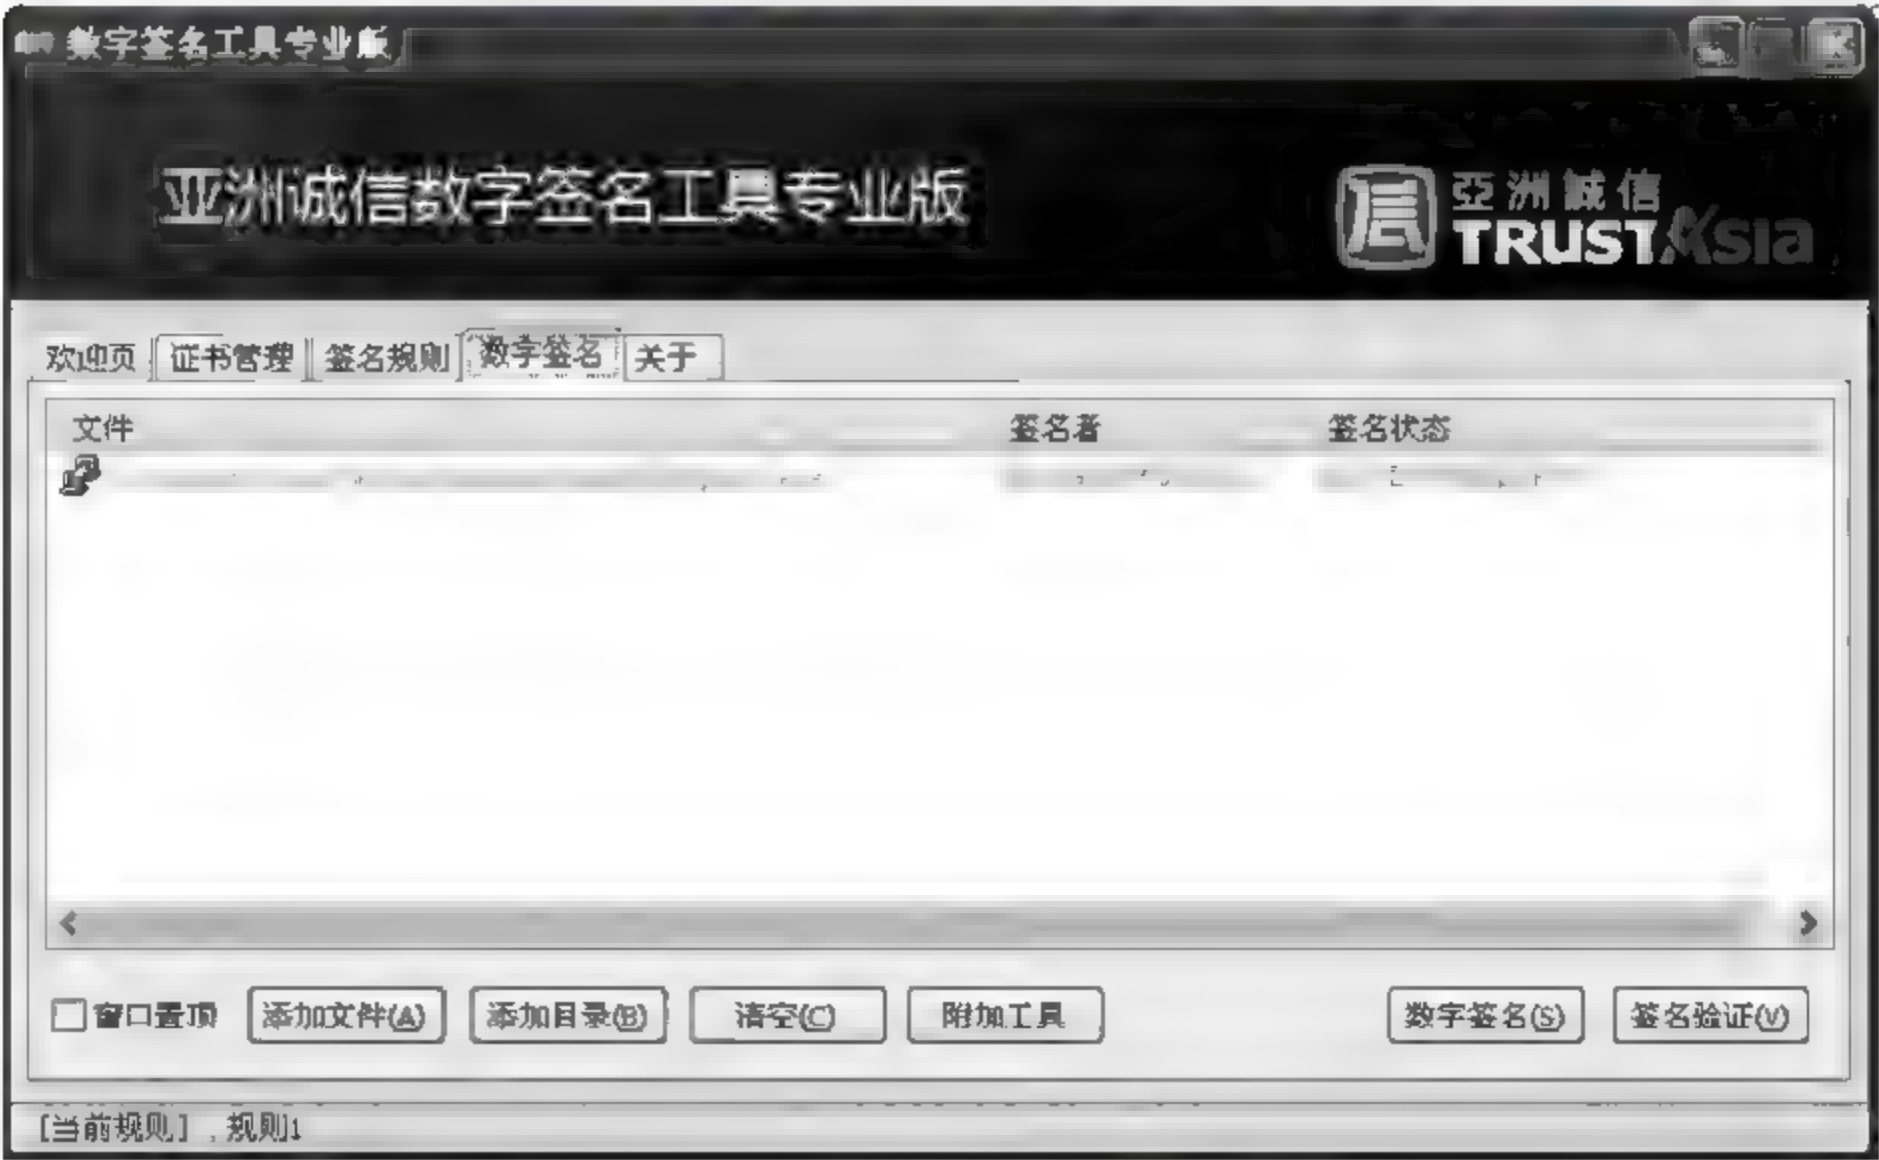 数字签名工具专业版
亚洲诚信数字签名工具专业版
亞洲誠信
TRUSTAsia
欢迎页 证书管理 签名规则 数字签名 关于
文件 签名者 签名状态
窗口置顶 添加文件(A) 添加目录(B) 清空(C) 附加工具 数字签名(S) 签名验证(V)
[当前规则]，规则1